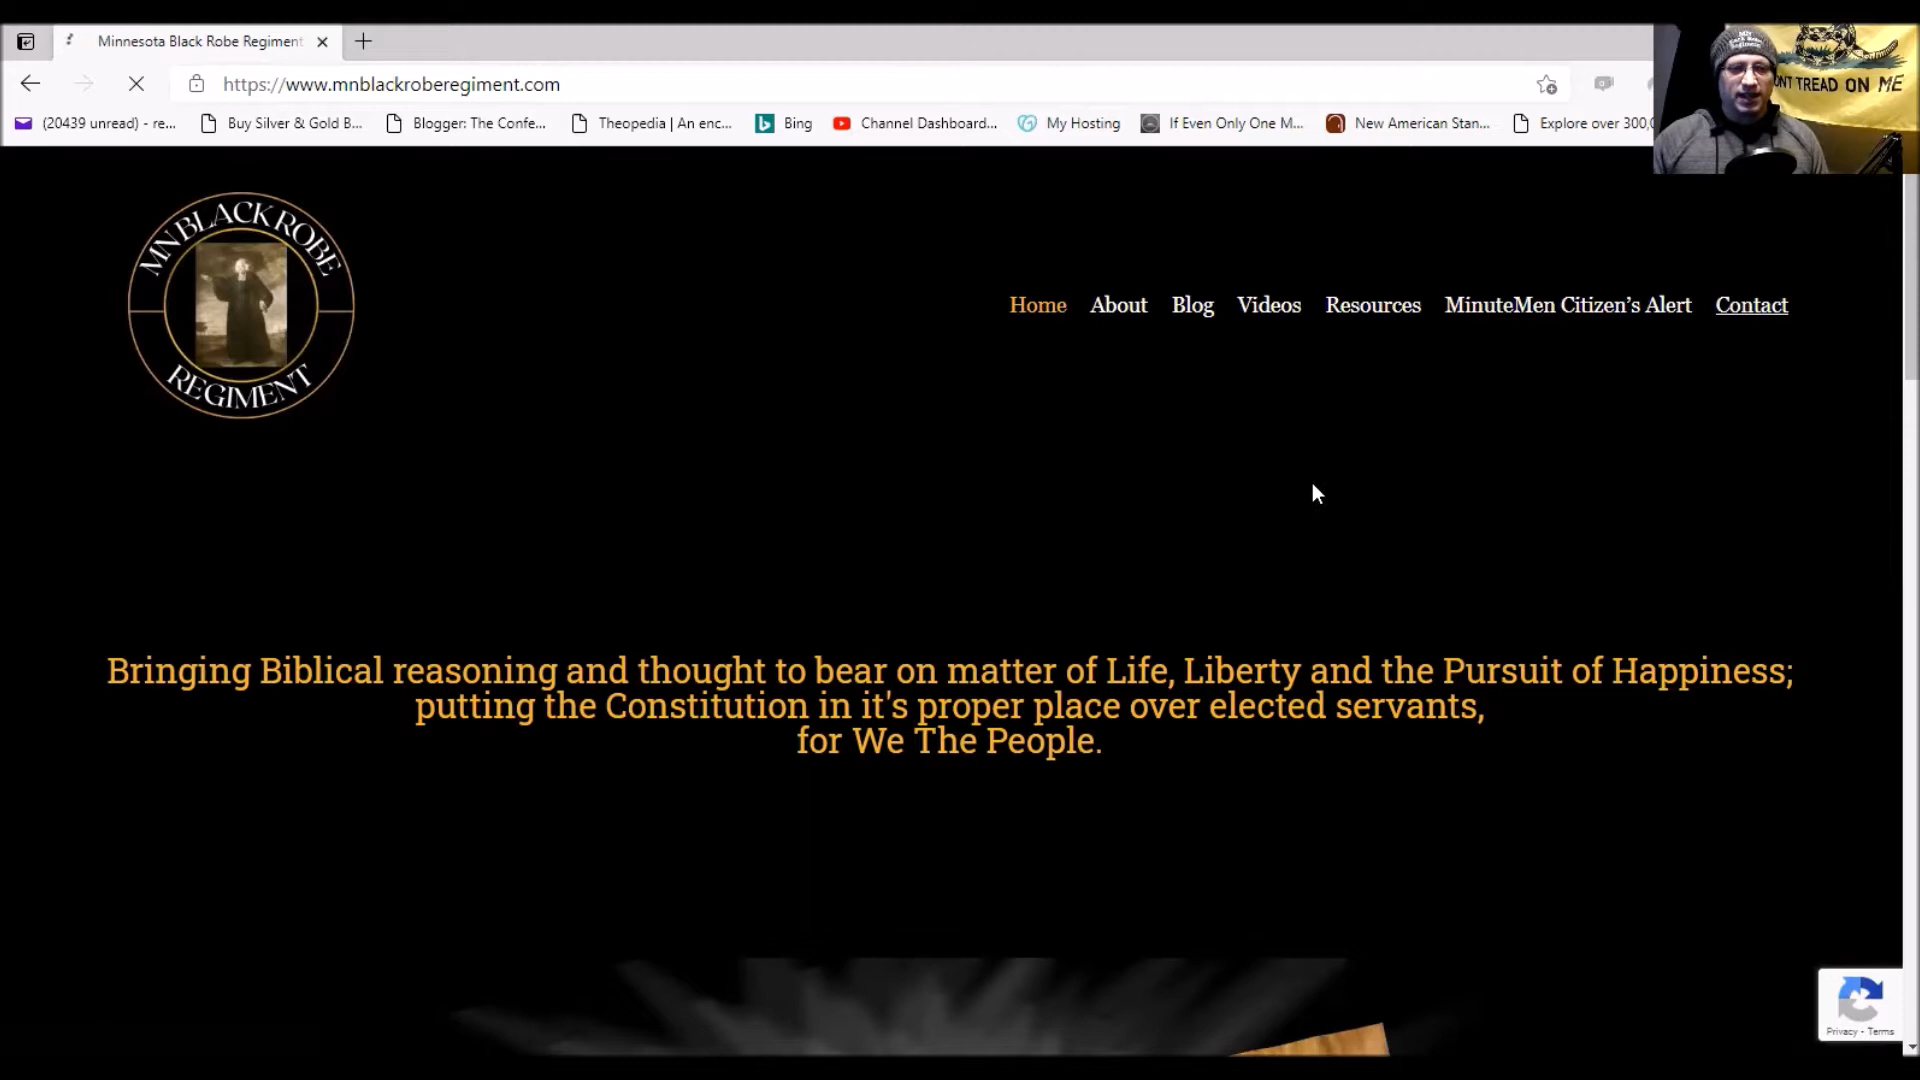 Minnesota Black Robe Regiment
https://www.mnblackroberegiment.com
(20439 unread) - re...
Buy Silver & Gold B...
Blogger: The Confe...
Theopedia | An enc...
Bing
Channel Dashboard...
My Hosting
If Even Only One M...
New American Stan...
Explore over 300,0
DONT TREAD ON ME
MN BLACK ROBE
REGIMENT
Home
About
Blog
Videos
Resources
MinuteMen Citizen's Alert
Contact
Bringing Biblical reasoning and thought to bear on matter of Life, Liberty and the Pursuit of Happiness;
putting the Constitution in it's proper place over elected servants,
for We The People.
Privacy - Terms